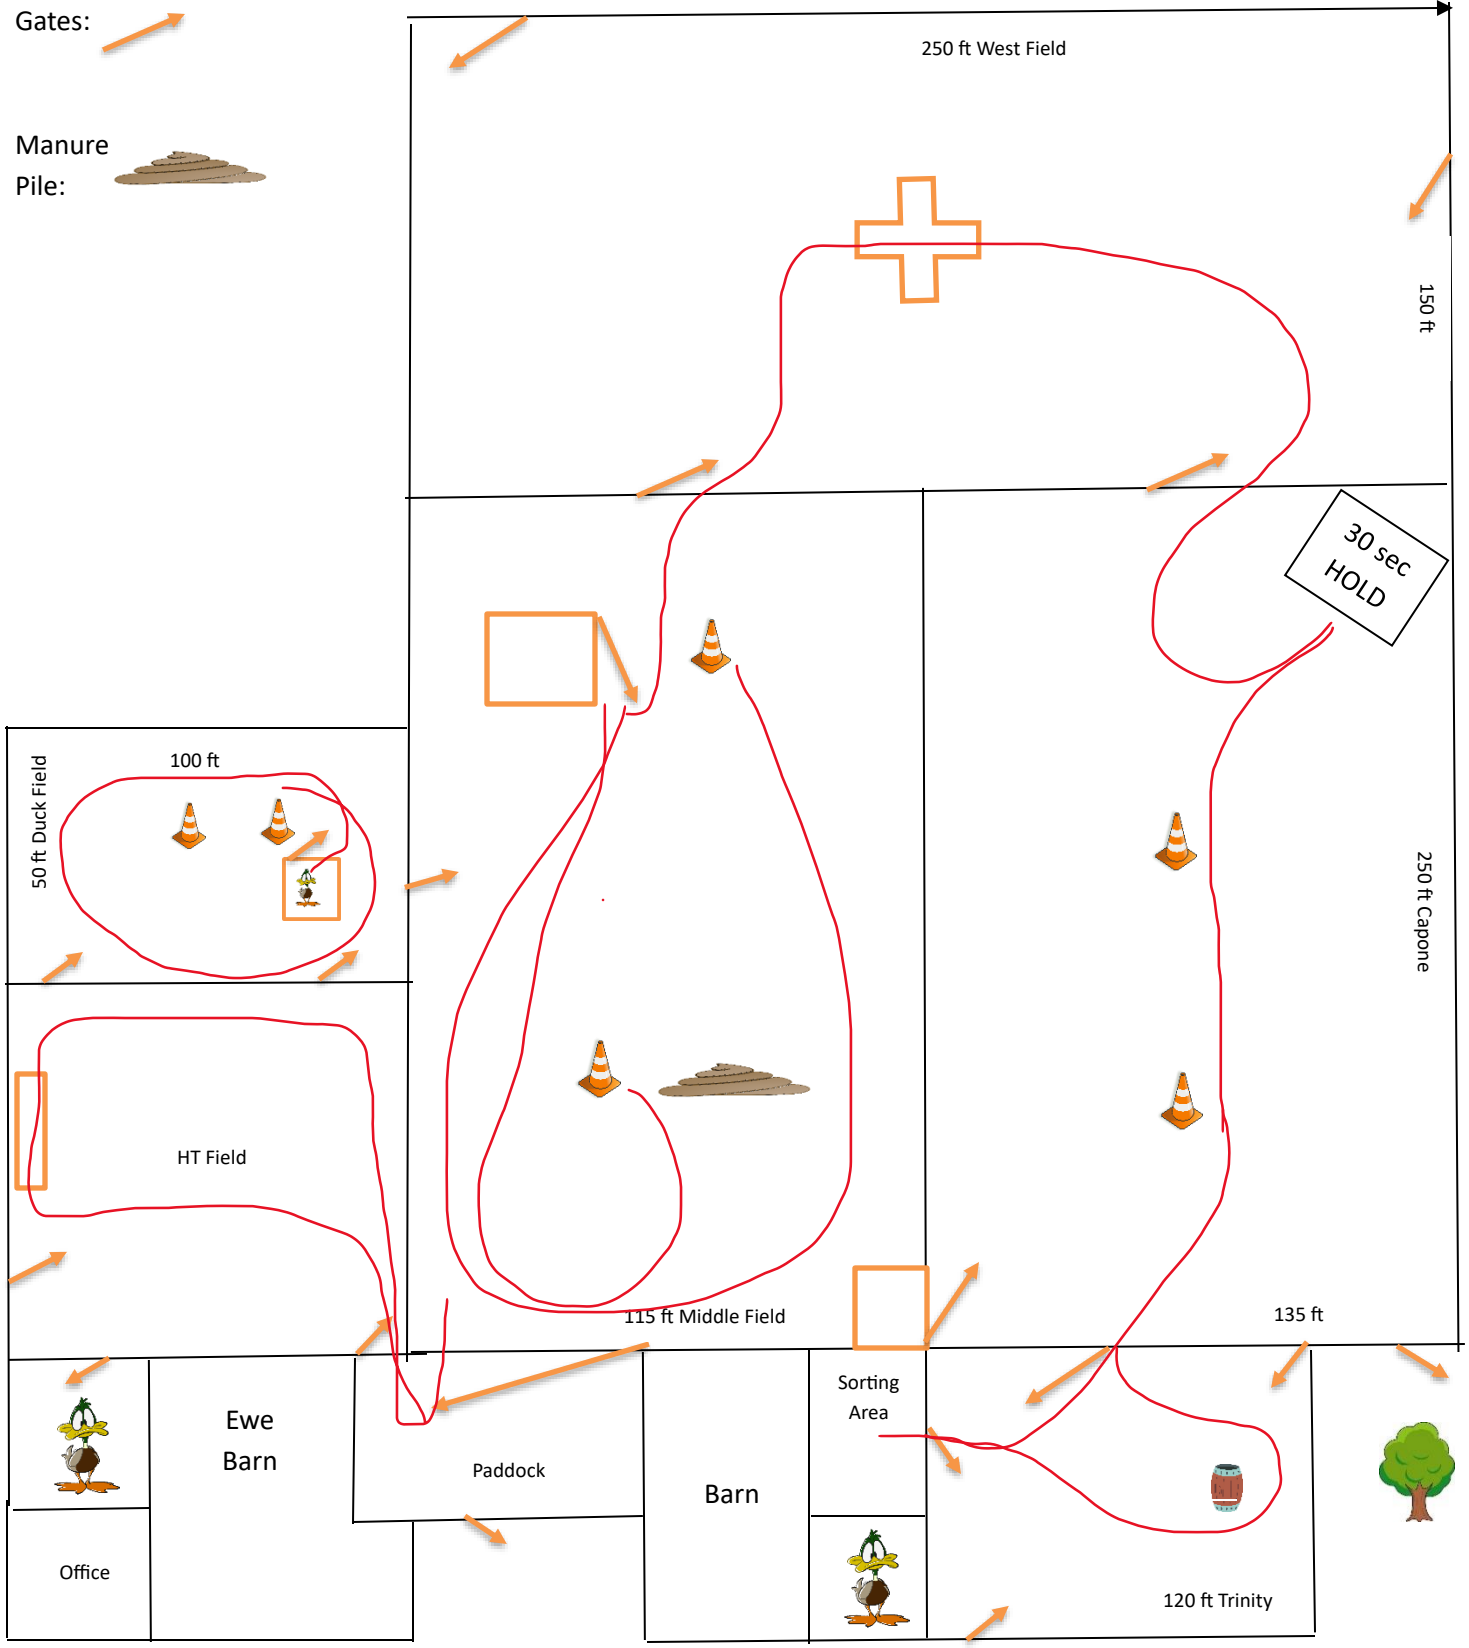 Gates:
250 ft West Field
Manure
Pile:
150 ft
30 sec
HOLD
100 ft
50 ft Duck Field
250 ft Capone
HT Field
115 ft Middle Field
135 ft
Sorting
Area
Ewe
Barn
Paddock
Barn
Office
120 ft Trinity